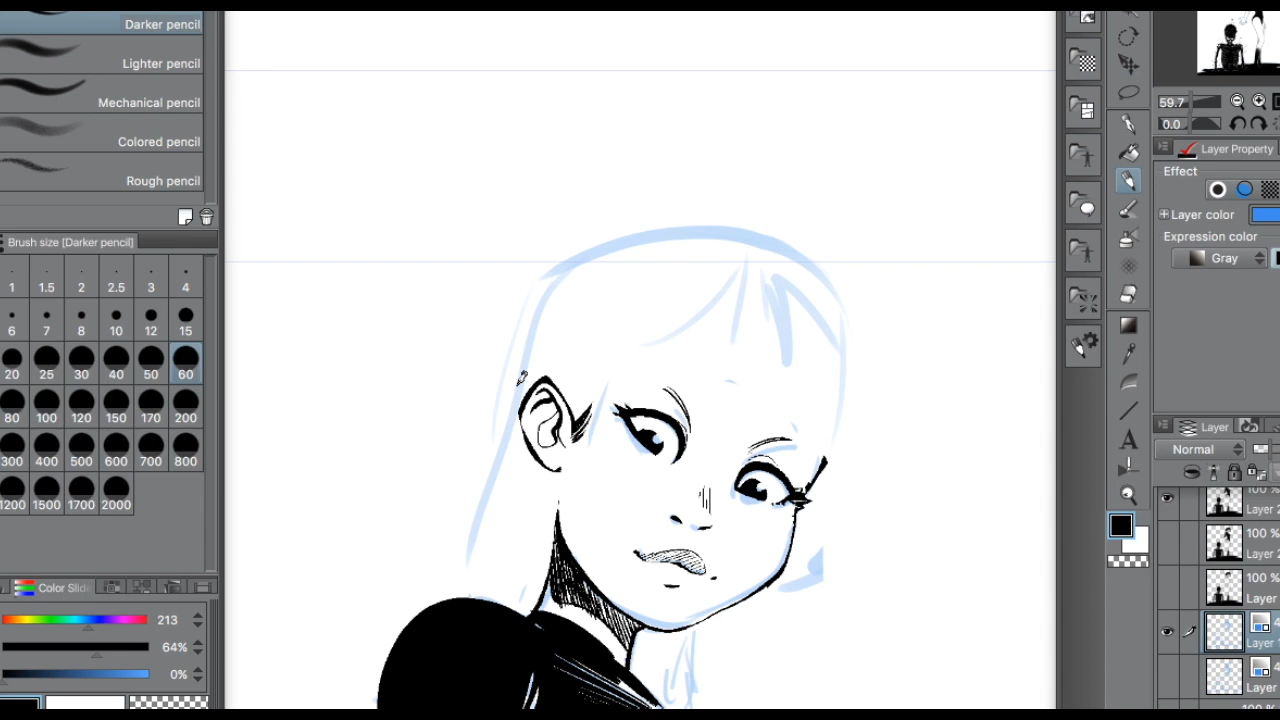 Darker pencil
Lighter pencil
Mechanical pencil
Colored pencil
Rough pencil
Brush size [Darker pencil]
1 1.5 2 2.5 3 4
6 7 8 10 12 15
20 25 30 40 50 60
80 100 120 150 170 200
300 400 500 600 700 800
1200 1500 1700 2000
Color Slid
213
64%
0%
59.7
0.0
Layer Property
Effect
Layer color
Expression color
Gray
Layer
Normal
100 %
Layer 2
100 %
Layer 2
100 %
Layer
4
Layer
4
Layer
A